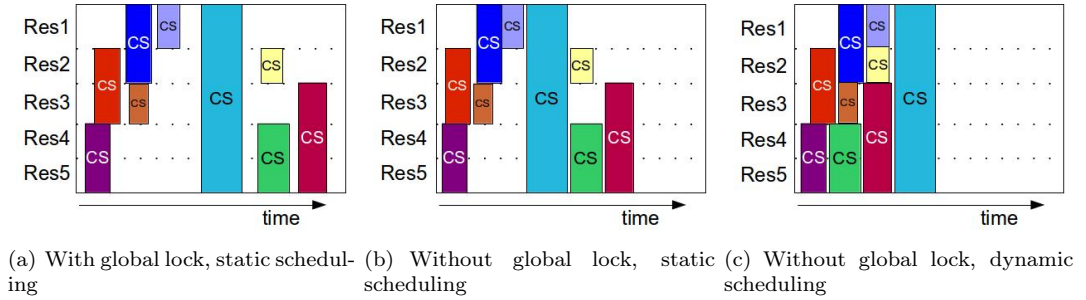 Res1
Res2
Res3
Res4
Res5
CS
CS
CS
CS
CS
CS
CS
CS
CS
time
Res1
Res2
Res3
Res4
Res5
CS
CS
CS
CS
CS
CS
CS
CS
CS
time
Res1
Res2
Res3
Res4
Res5
CS
CS
CS
CS
CS
CS
CS
CS
CS
time
(a) With global lock, static schedul-
ing
(b) Without global lock, static
scheduling
(c) Without global lock, dynamic
scheduling